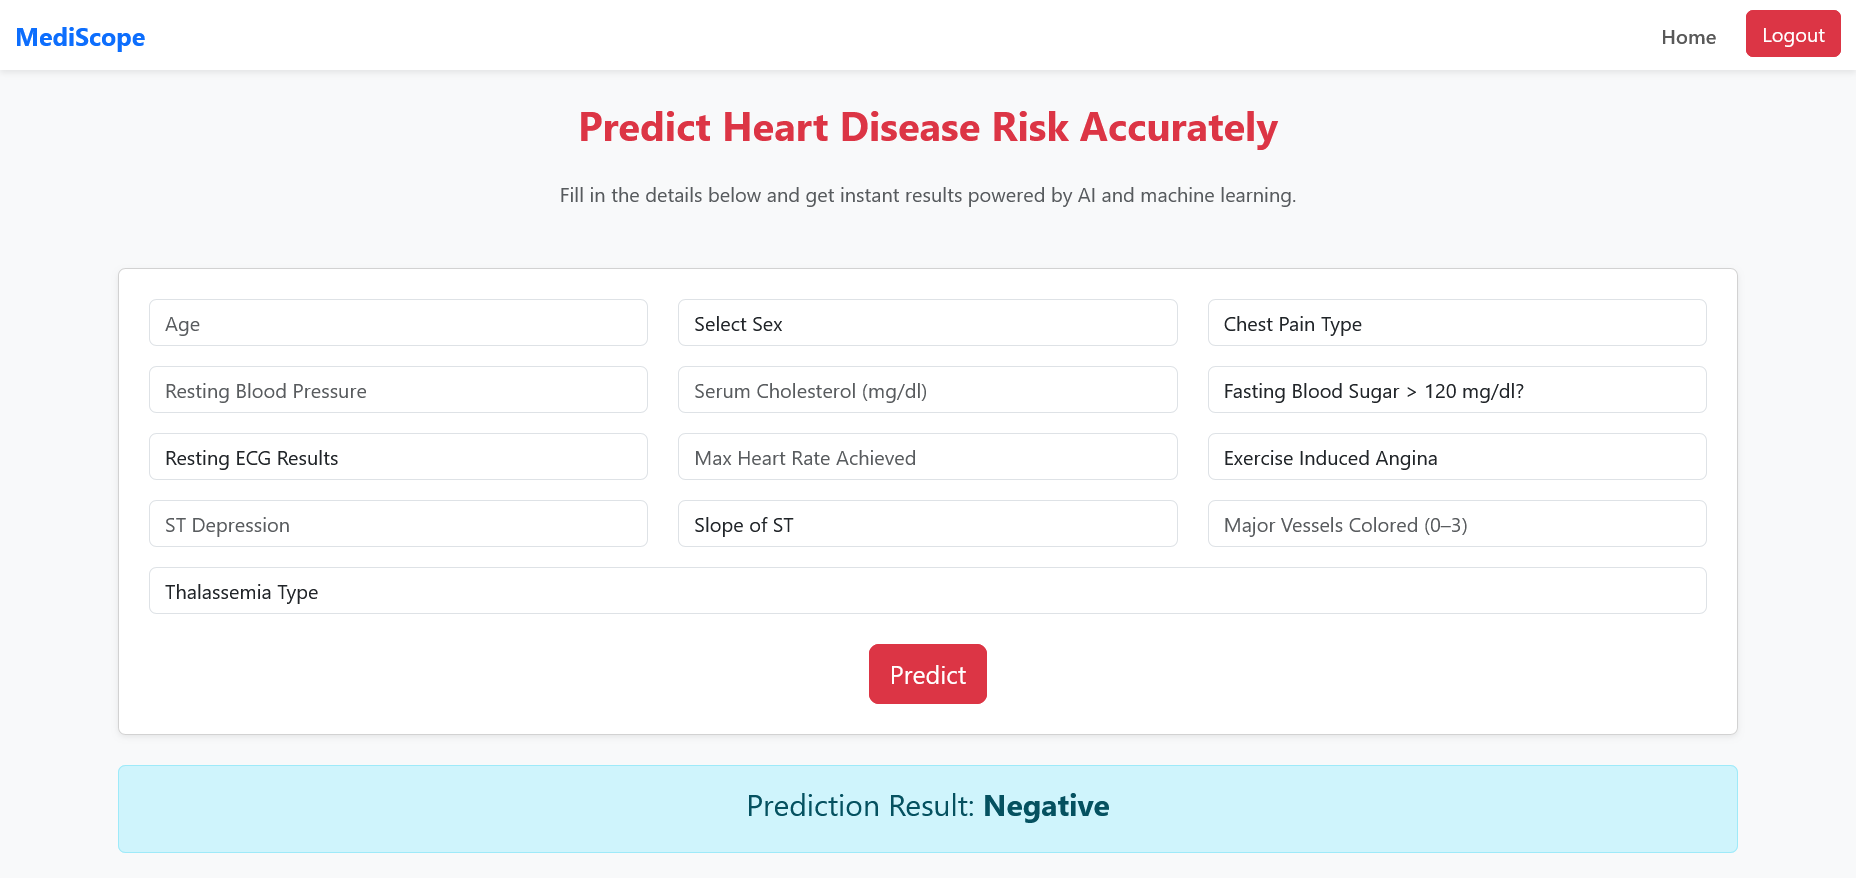 MediScope
Home
Logout
Predict Heart Disease Risk Accurately
Fill in the details below and get instant results powered by AI and machine learning.
Age
Select Sex
Chest Pain Type
Resting Blood Pressure
Serum Cholesterol (mg/dl)
Fasting Blood Sugar > 120 mg/dl?
Resting ECG Results
Max Heart Rate Achieved
Exercise Induced Angina
ST Depression
Slope of ST
Major Vessels Colored (0–3)
Thalassemia Type
Predict
Prediction Result: Negative